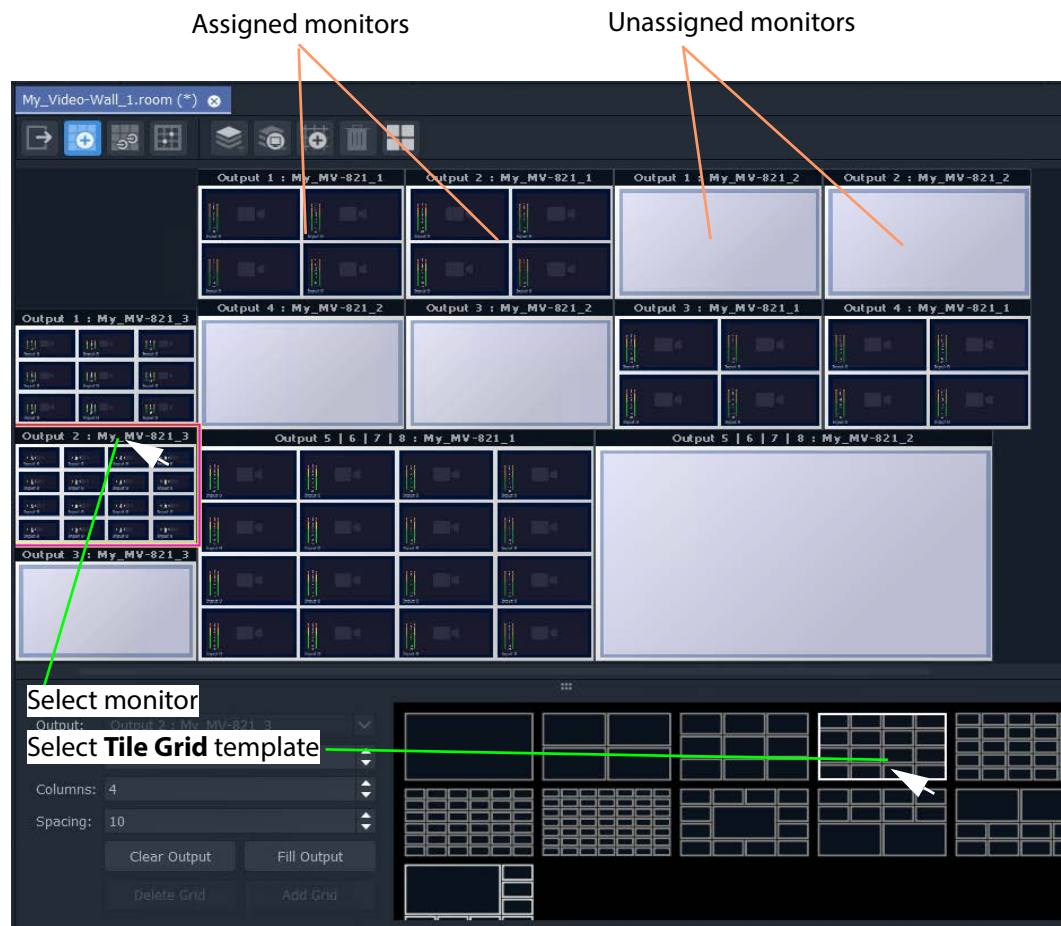 Assigned monitors
Unassigned monitors
My_Video-Wall_1.room (*)
Output 1 : My_MV-821_1
Output 2 : My_MV-821_1
Output 1 : My_MV-821_2
Output 2 : My_MV-821_2
Output 4 : My_MV-821_2
Output 3 : My_MV-821_2
Output 3 : My_MV-821_1
Output 4 : My_MV-821_1
Output 1 : My_MV-821_3
Output 2 : My_MV-821_3
Output 5 | 6 | 7 | 8 : My_MV-821_1
Output 5 | 6 | 7 | 8 : My_MV-821_2
Output 3 : My_MV-821_3
Select monitor
Output: Output 2 : My_MV-821_3
Select Tile Grid template
Columns: 4
Spacing: 10
Clear Output
Fill Output
Delete Grid
Add Grid